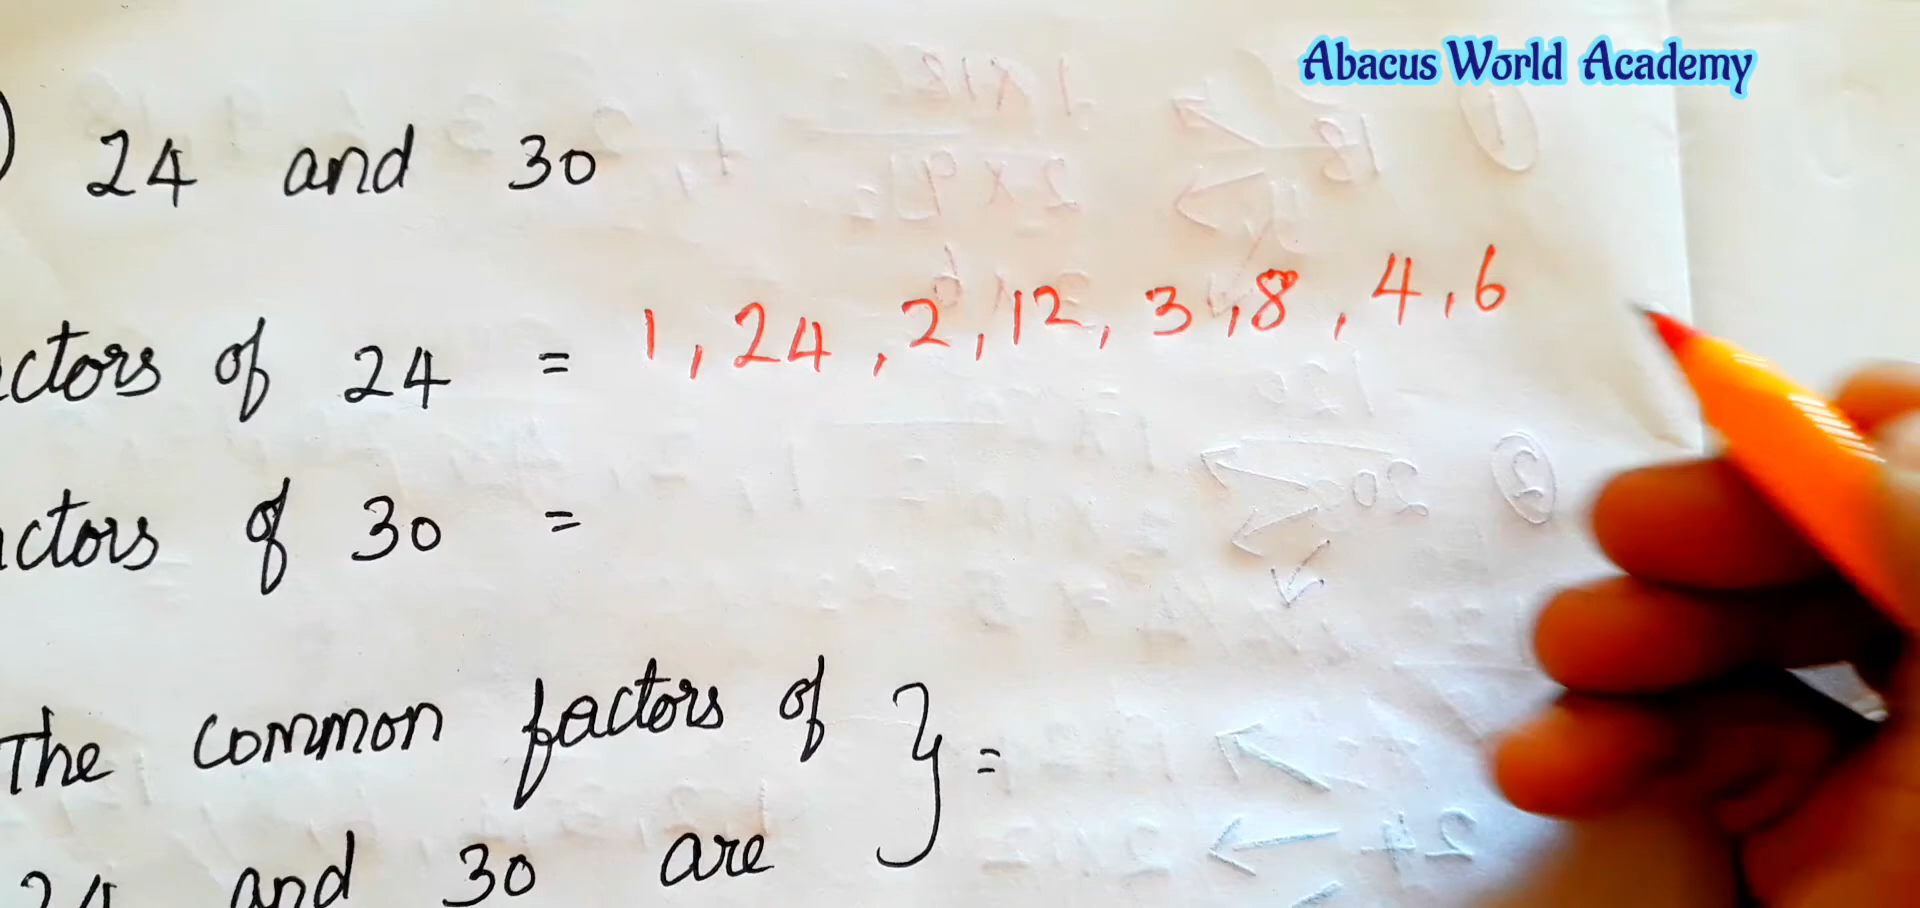 Abacus World Academy
) 24 and 30
ctors of 24 = 1, 24, 2, 12, 3, 8, 4, 6
ctors of 30 =
The common factors of } =
24 and 30 are